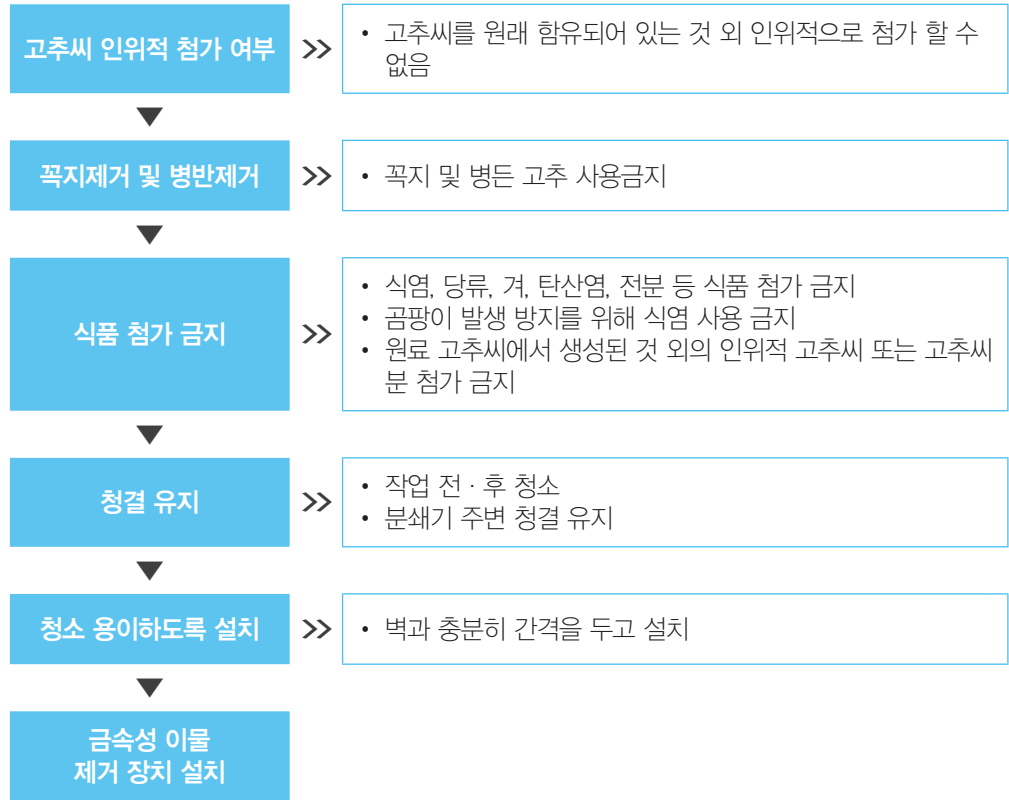 고추씨 인위적 첨가 여부
• 고추씨를 원래 함유되어 있는 것 외 인위적으로 첨가 할 수
없음
꼭지제거 및 병반제거
• 꼭지 및 병든 고추 사용금지
식품 첨가 금지
• 식염, 당류, 겨, 탄산염, 전분 등 식품 첨가 금지
• 곰팡이 발생 방지를 위해 식염 사용 금지
• 원료 고추씨에서 생성된 것 외의 인위적 고추씨 또는 고추씨
분 첨가 금지
청결 유지
• 작업 전 · 후 청소
• 분쇄기 주변 청결 유지
청소 용이하도록 설치
• 벽과 충분히 간격을 두고 설치
금속성 이물
제거 장치 설치